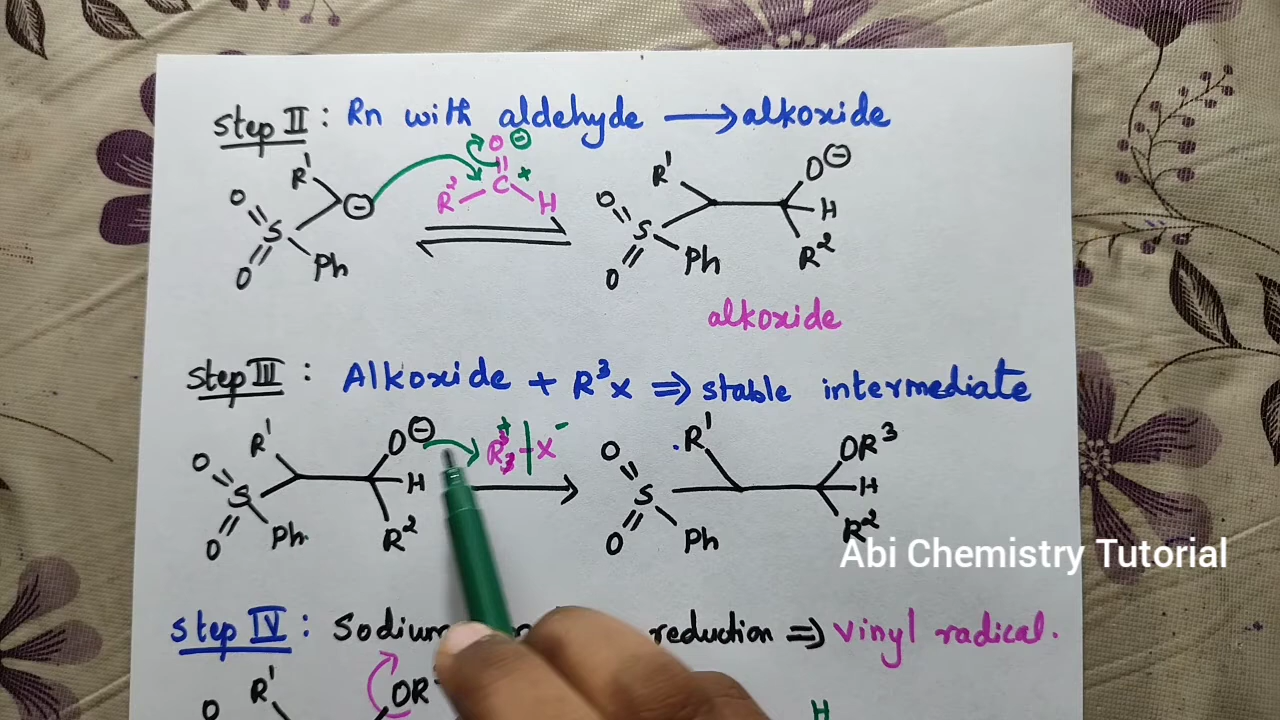 Step II : Rn with aldehyde ⟶ alkoxide
R¹ O ⊖
O ⊖ R² C + H
S
O Ph
R¹ O ⊖
O H
S R²
O Ph
alkoxide
Step III : Alkoxide + R³x ⇒ stable intermediate
R¹ O ⊖ R³ + X −
O H
S R²
O Ph
R¹ OR³
O H
S R²
O Ph
Abi Chemistry Tutorial
Step IV : Sodium reduction ⇒ vinyl radical.
R¹ OR
O H